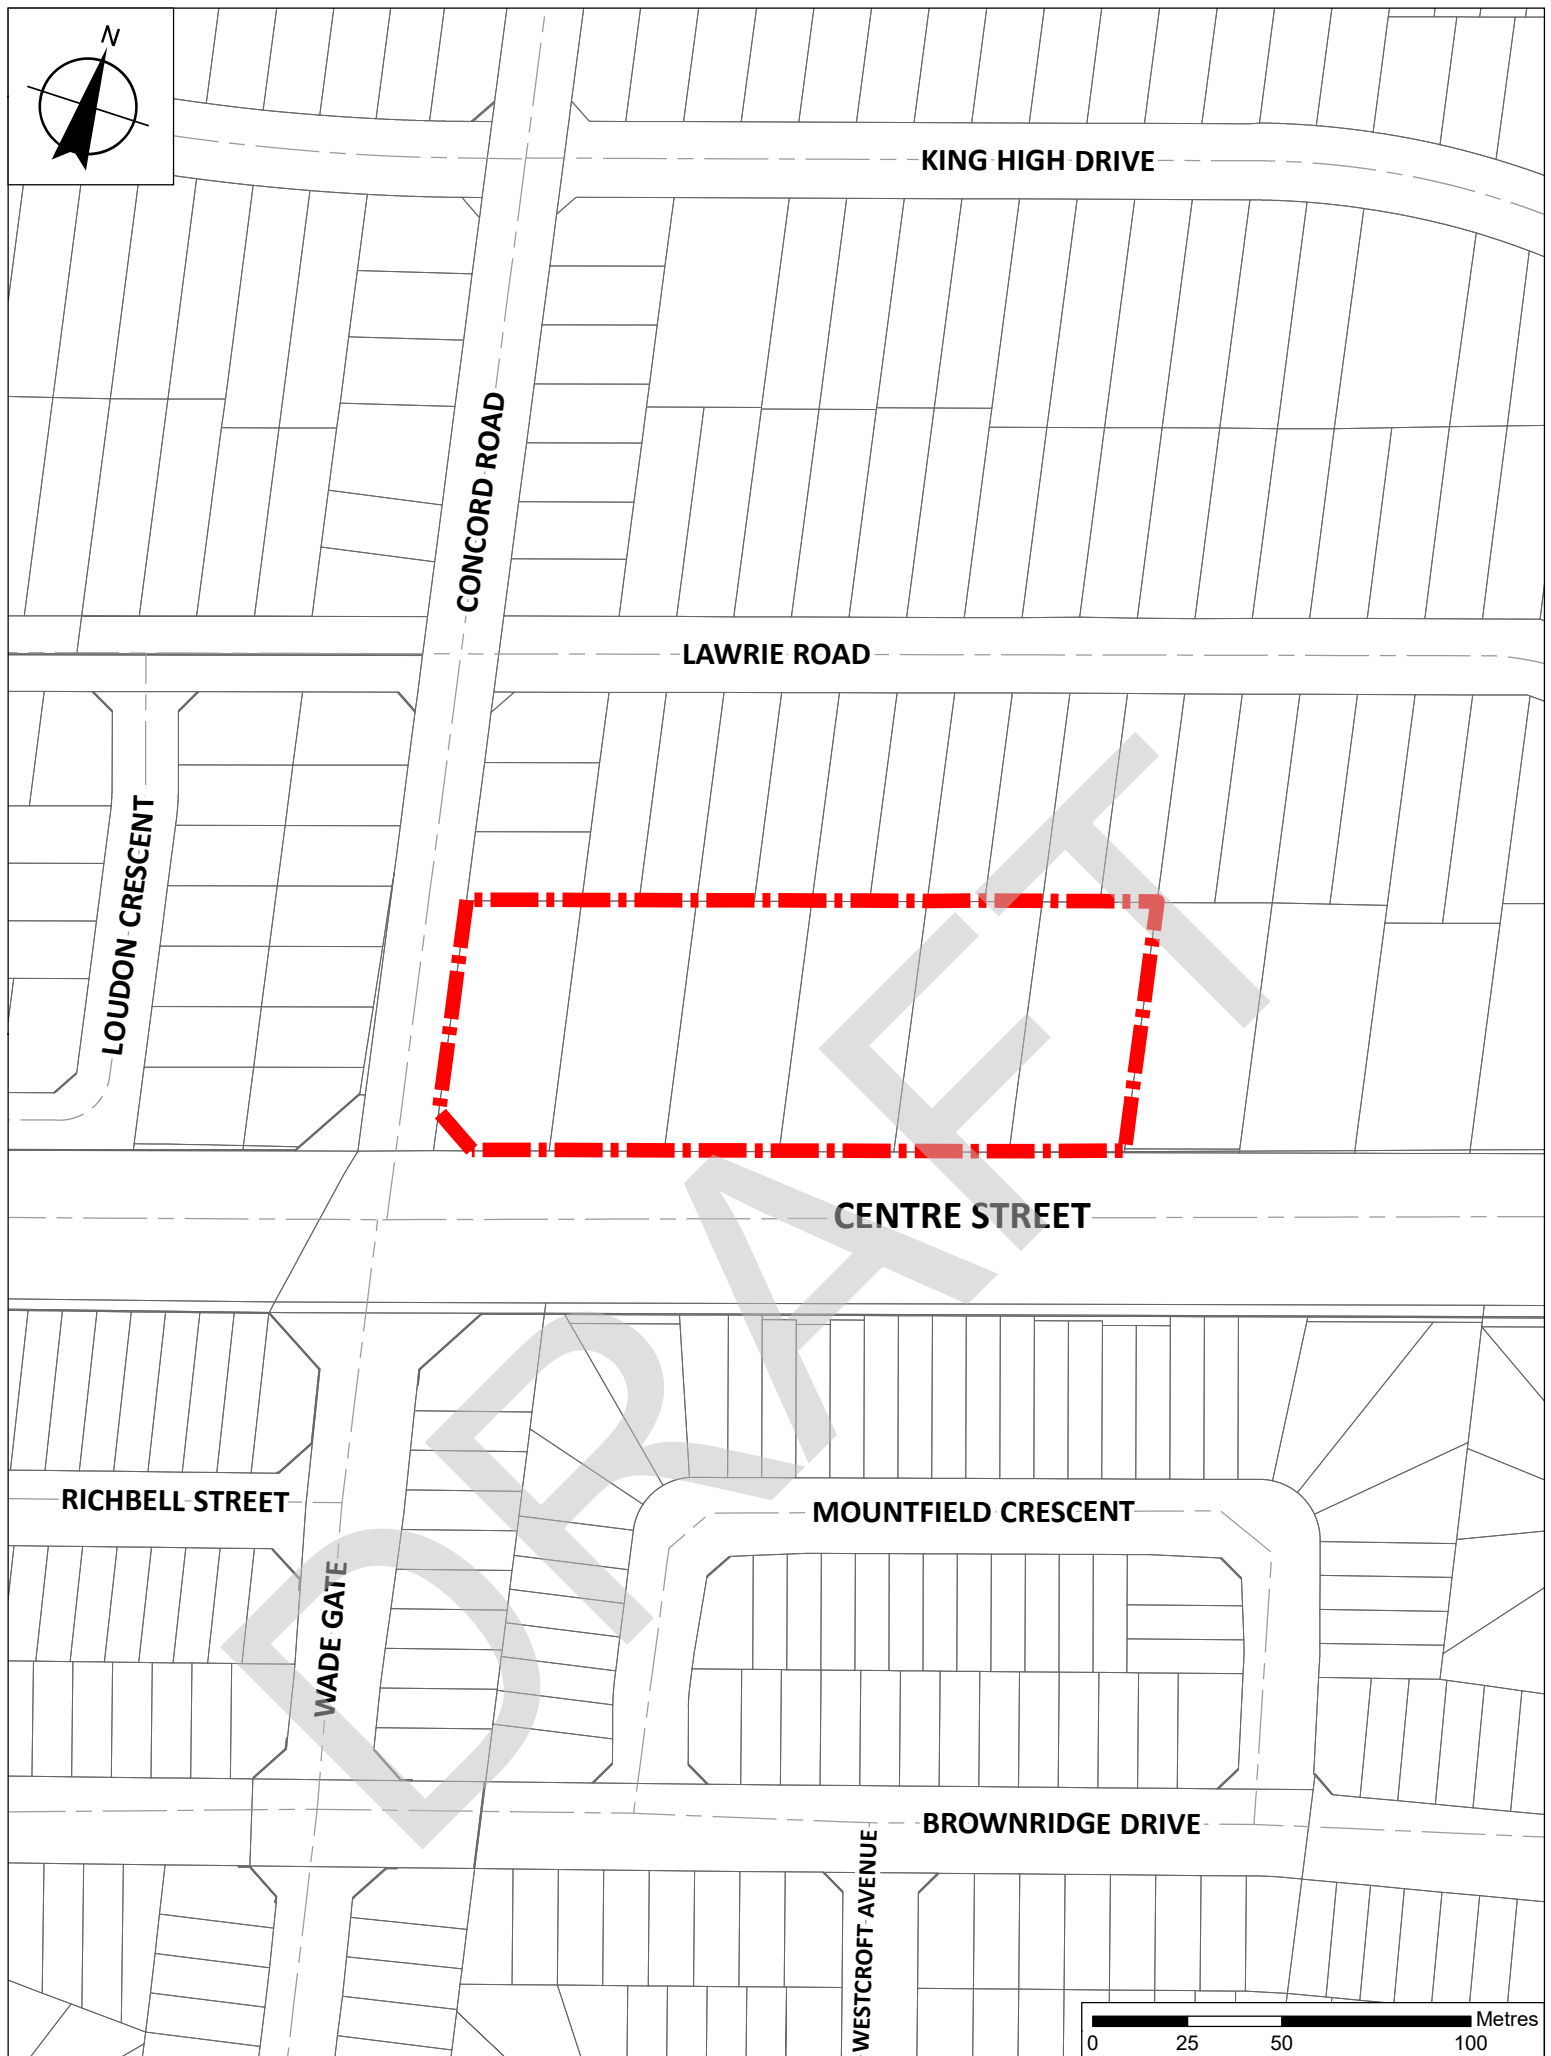 N
KING HIGH DRIVE
CONCORD ROAD
LAWRIE ROAD
LOUDON CRESCENT
CENTRE STREET
DRAFT
RICHBELL STREET
MOUNTFIELD CRESCENT
WADE GATE
BROWNRIDGE DRIVE
WESTCROFT AVENUE
Metres
0 25 50 100